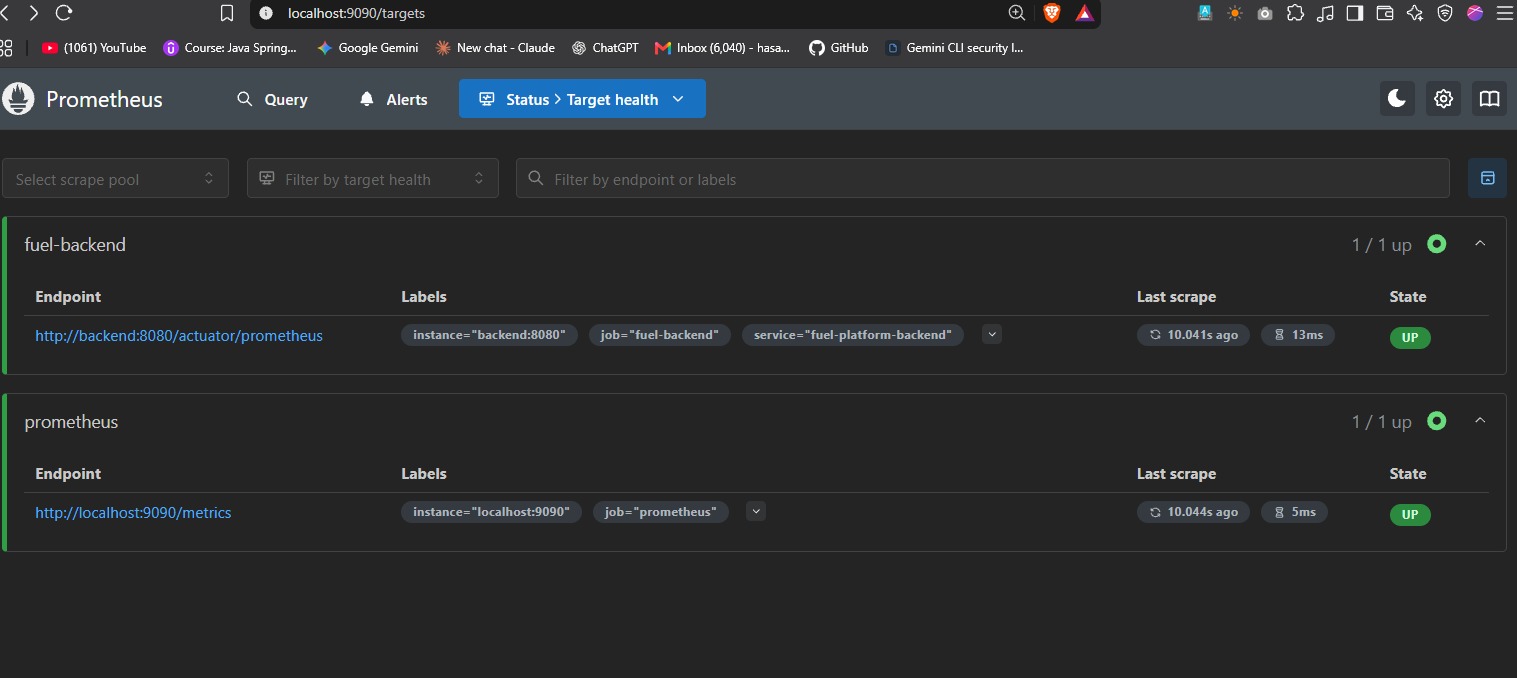 localhost:9090/targets
(1061) YouTube Course: Java Spring... Google Gemini New chat - Claude ChatGPT Inbox (6,040) - hasa... GitHub Gemini CLI security I...
Prometheus Query Alerts Status > Target health
Select scrape pool Filter by target health Filter by endpoint or labels
fuel-backend 1 / 1 up
Endpoint Labels Last scrape State
http://backend:8080/actuator/prometheus instance="backend:8080" job="fuel-backend" service="fuel-platform-backend" 10.041s ago 13ms UP
prometheus 1 / 1 up
Endpoint Labels Last scrape State
http://localhost:9090/metrics instance="localhost:9090" job="prometheus" 10.044s ago 5ms UP